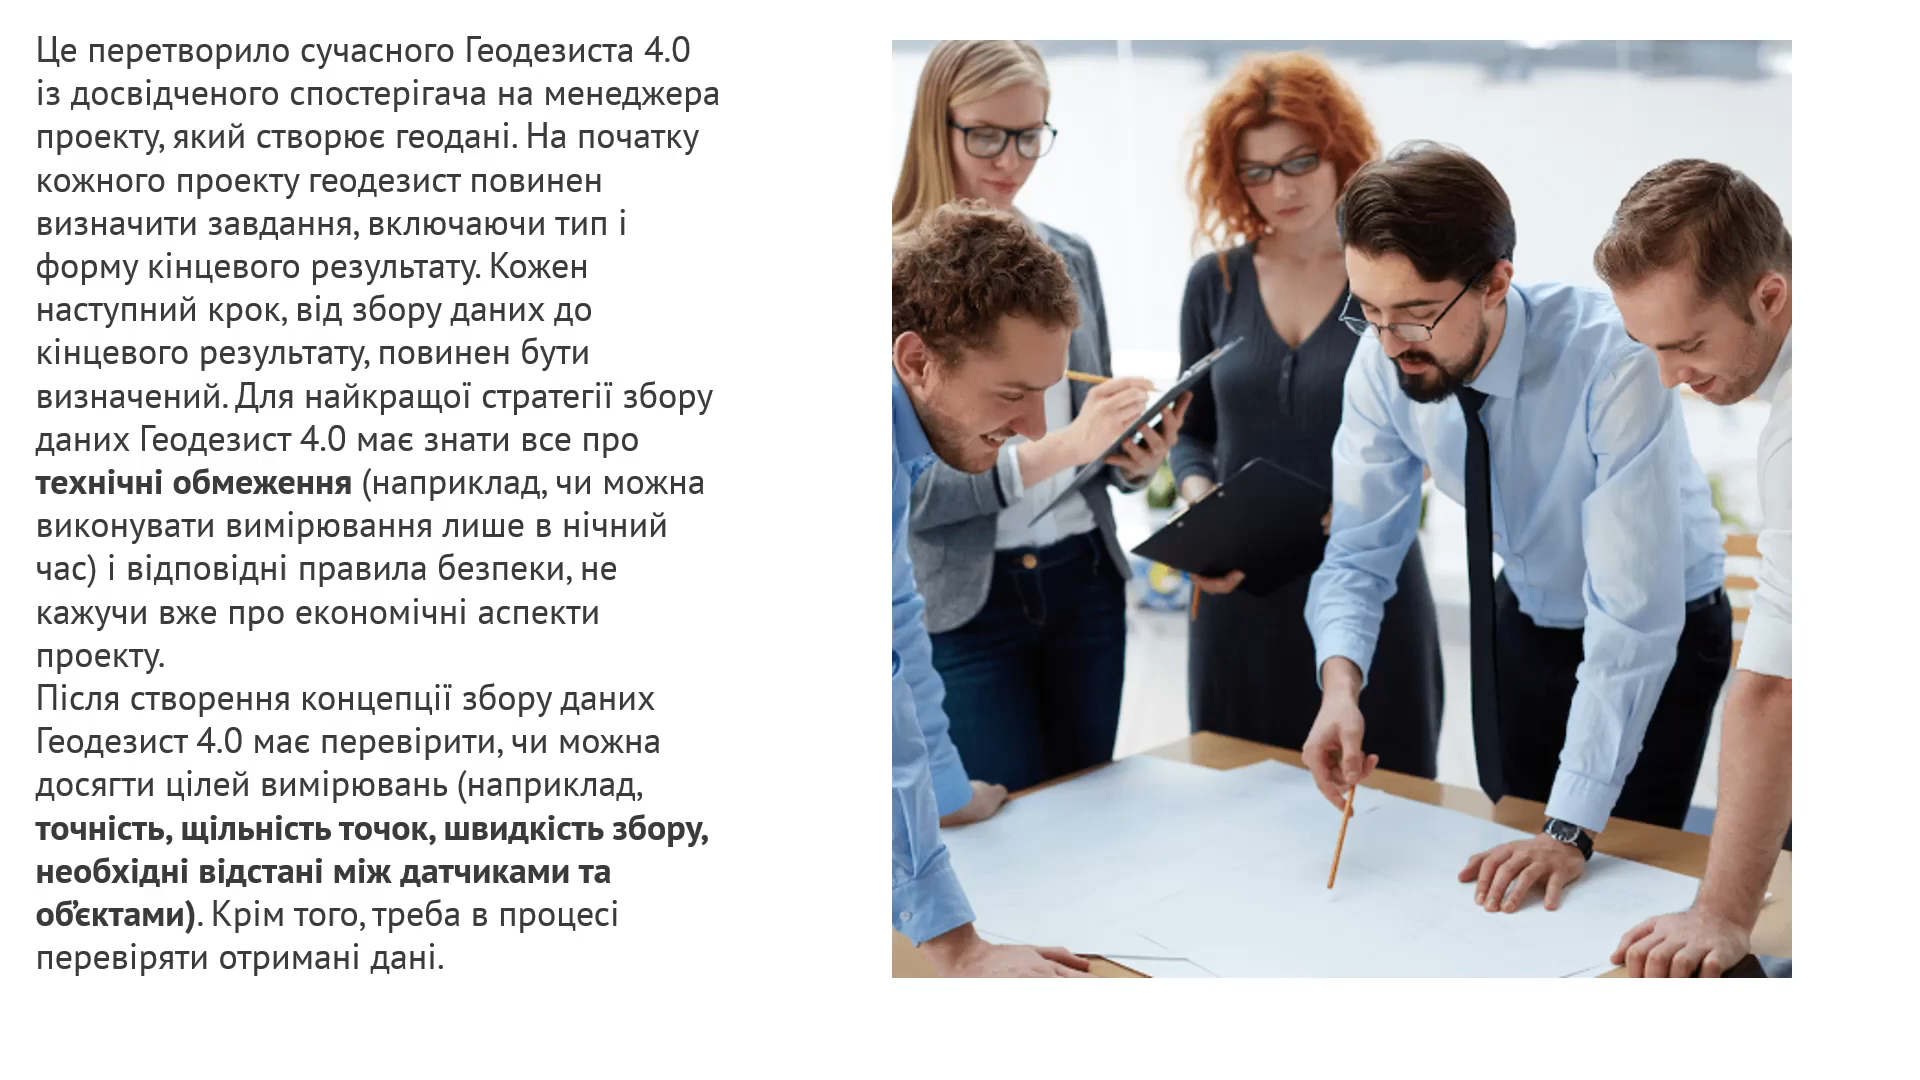 Це перетворило сучасного Геодезиста 4.0
із досвідченого спостерігача на менеджера
проекту, який створює геодані. На початку
кожного проекту геодезист повинен
визначити завдання, включаючи тип і
форму кінцевого результату. Кожен
наступний крок, від збору даних до
кінцевого результату, повинен бути
визначений. Для найкращої стратегії збору
даних Геодезист 4.0 має знати все про
технічні обмеження (наприклад, чи можна
виконувати вимірювання лише в нічний
час) і відповідні правила безпеки, не
кажучи вже про економічні аспекти
проекту.
Після створення концепції збору даних
Геодезист 4.0 має перевірити, чи можна
досягти цілей вимірювань (наприклад,
точність, щільність точок, швидкість збору,
необхідні відстані між датчиками та
об’єктами). Крім того, треба в процесі
перевіряти отримані дані.